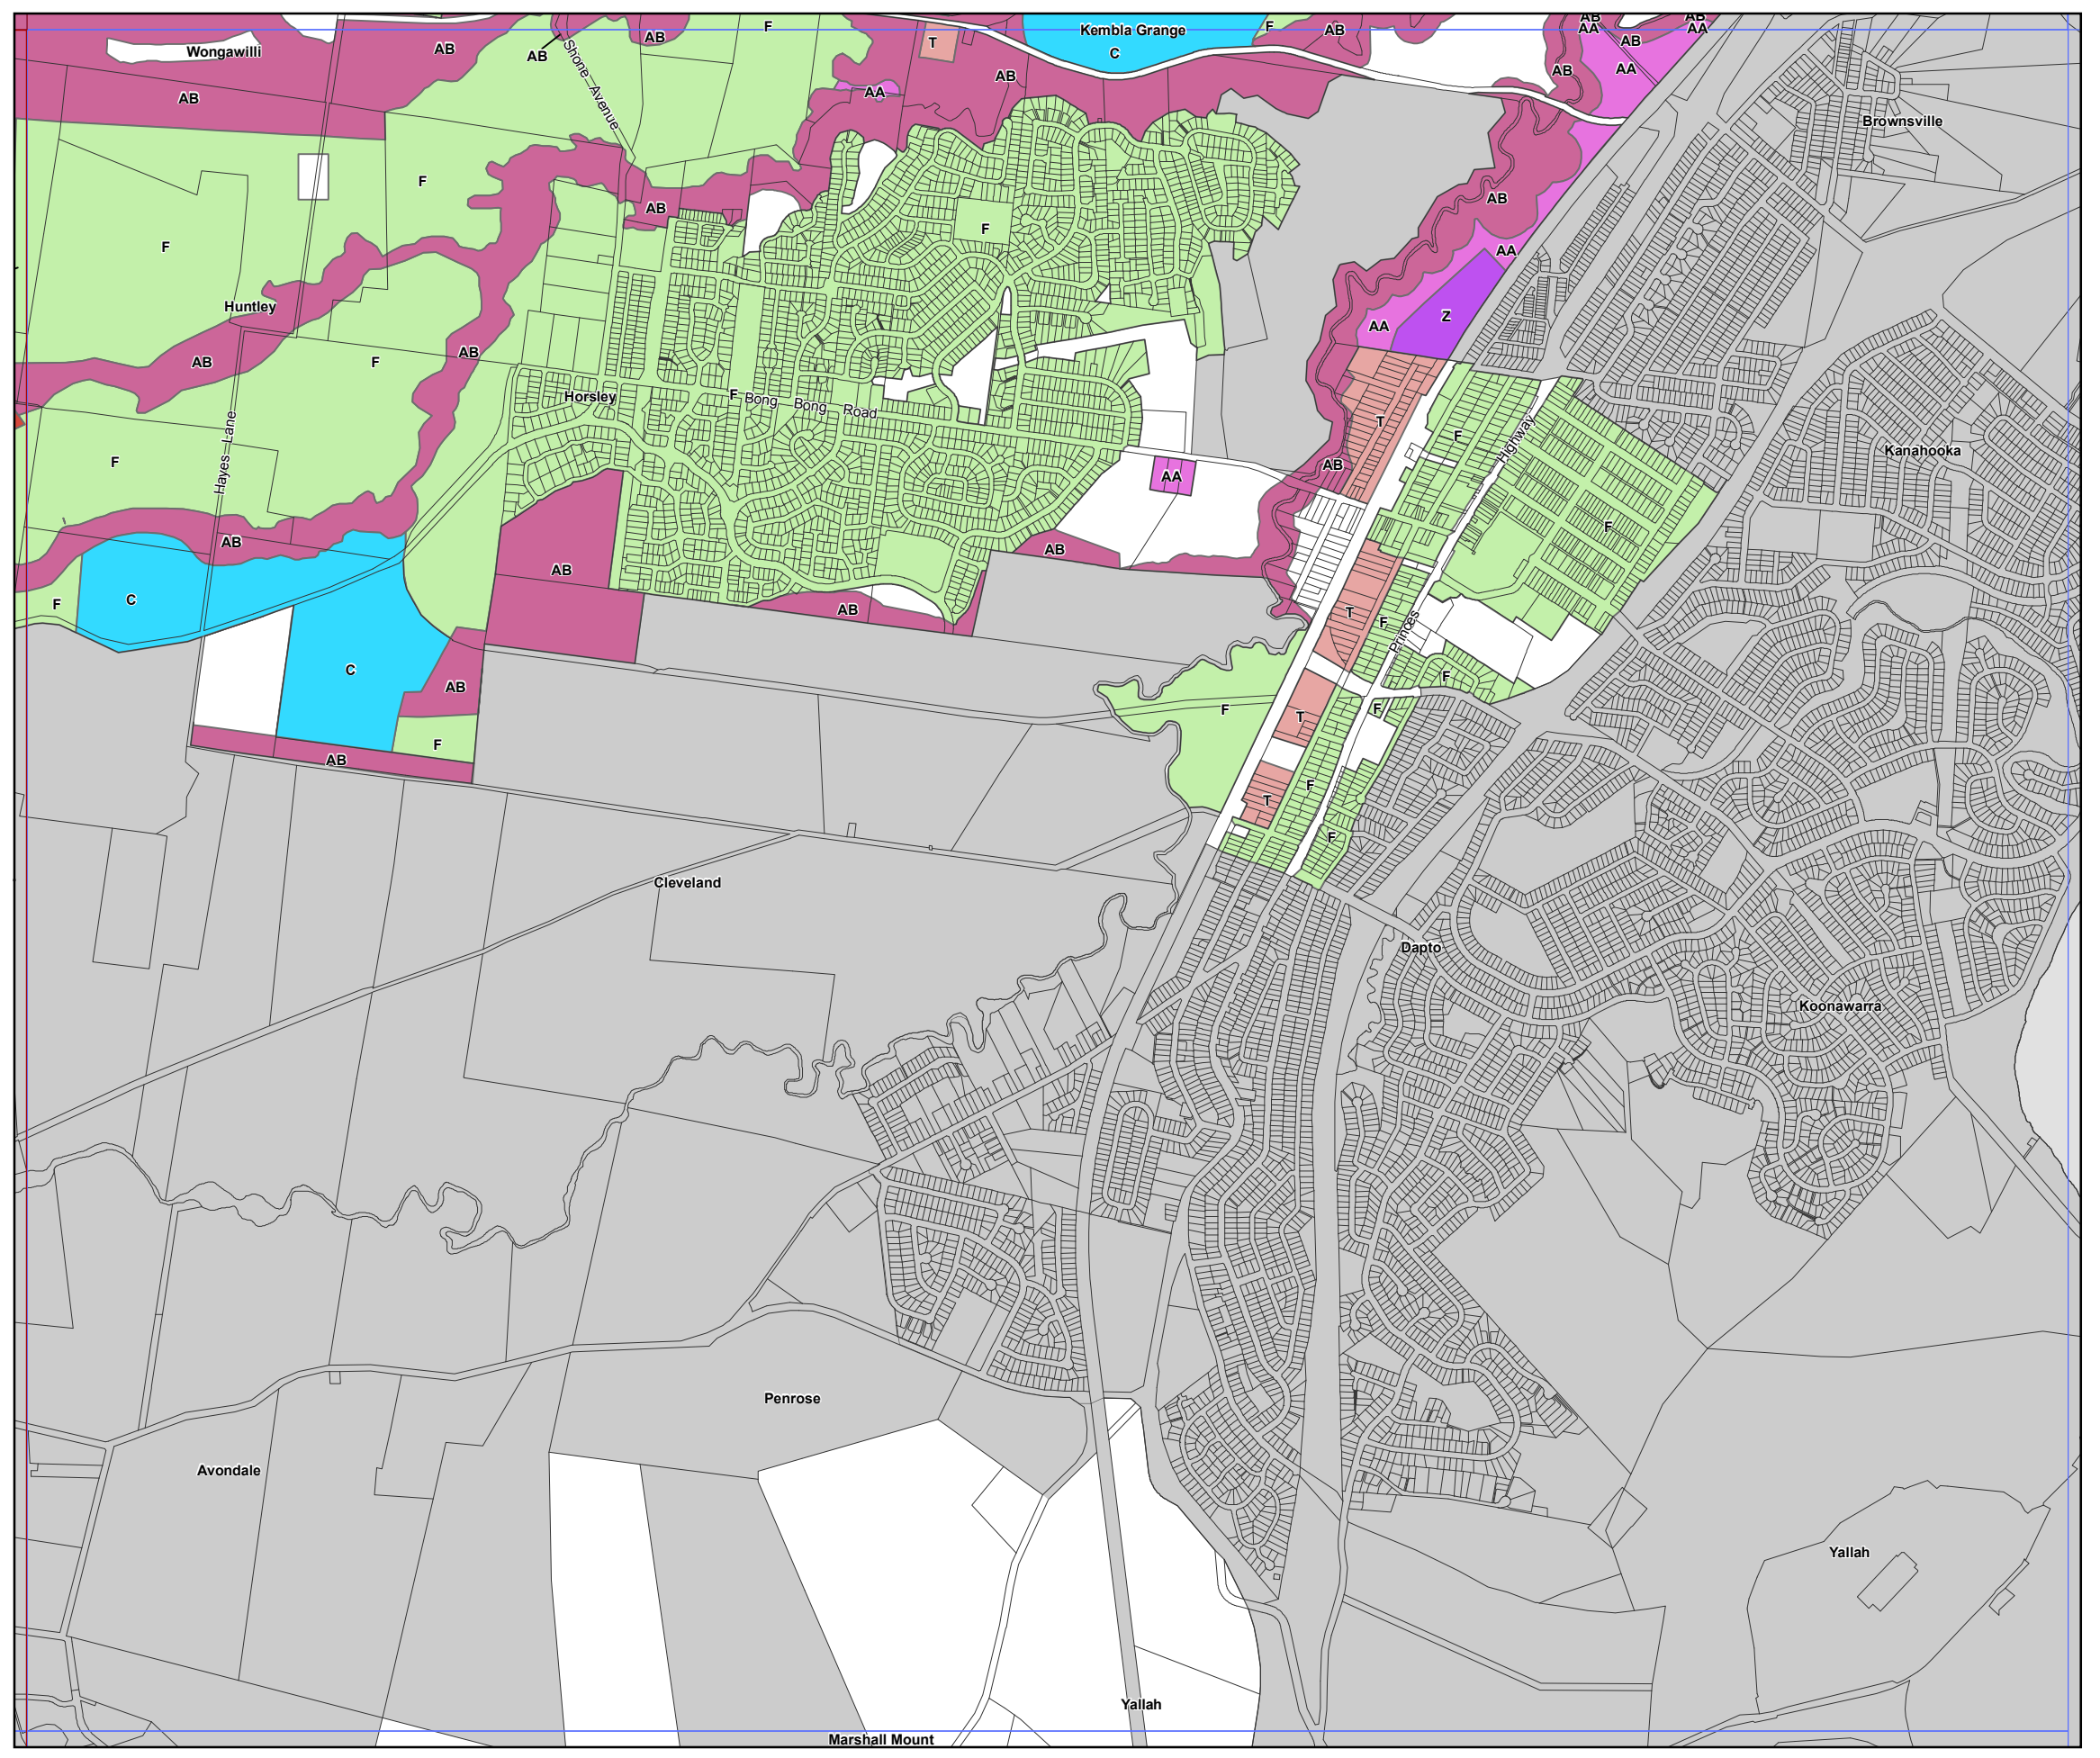 F
AB
AB
AA
AB
AA
Kembla Grange
C
F
AB
AB
T
AB
AB
Wongawilli
AB
AB
AA
AB
AA
AB
Shone Avenue
Brownsville
F
AB
AB
F
F
AA
Huntley
Z
AA
AB
AB
F
Horsley
F
Bong Bong Road
T
F
Highway
Kanahooka
F
Hayes Lane
AB
AA
F
AB
AB
AB
F
C
AB
T
F
Princes
C
AB
F
F
T
F
F
AB
F
T
F
Cleveland
Dapto
Koonawarra
Penrose
Avondale
Yallah
Yallah
Marshall Mount